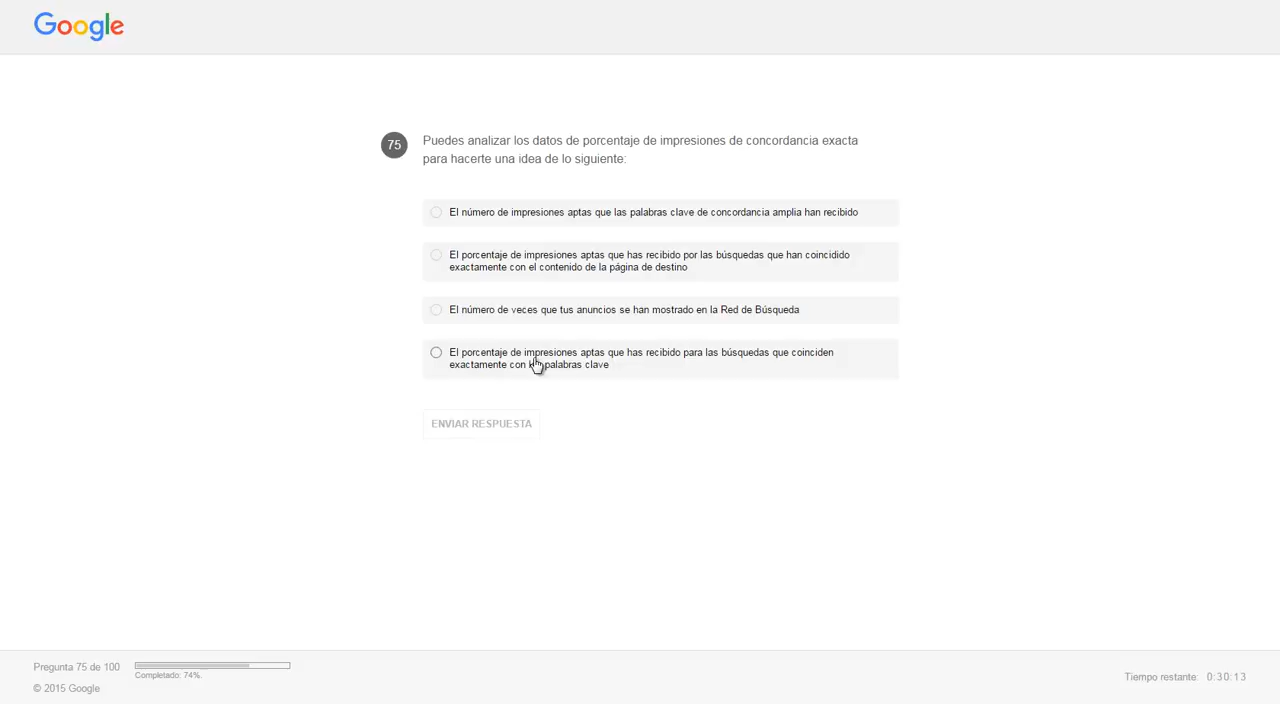 Google
75
Puedes analizar los datos de porcentaje de impresiones de concordancia exacta
para hacerte una idea de lo siguiente:
El número de impresiones aptas que las palabras clave de concordancia amplia han recibido
El porcentaje de impresiones aptas que has recibido por las búsquedas que han coincidido
exactamente con el contenido de la página de destino
El número de veces que tus anuncios se han mostrado en la Red de Búsqueda
El porcentaje de impresiones aptas que has recibido para las búsquedas que coinciden
exactamente con palabras clave
ENVIAR RESPUESTA
Pregunta 75 de 100
Completado: 74%.
© 2015 Google
Tiempo restante: 0:30:13